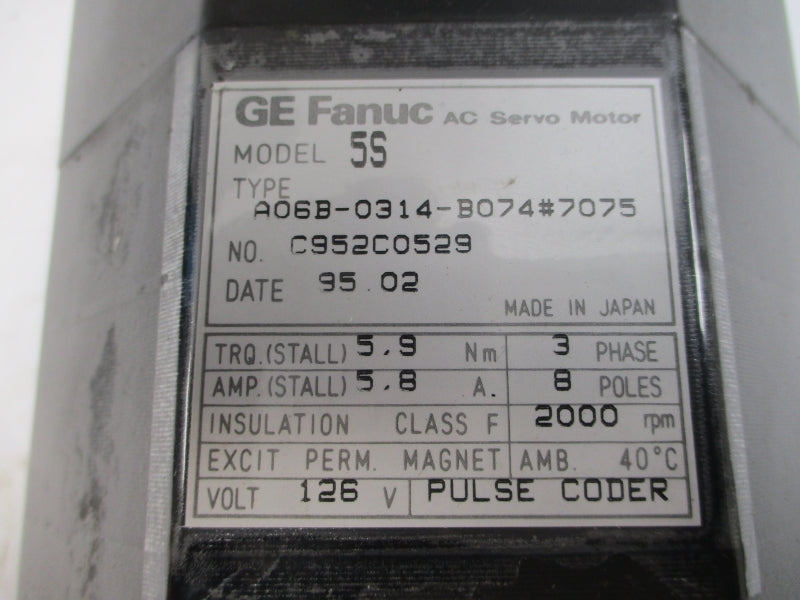 GE Fanuc AC Servo Motor
MODEL 5S
TYPE
A06B-0314-B074#7075
NO. C952C0529
DATE 95.02
MADE IN JAPAN
TRQ.(STALL) 5.9 Nm 3 PHASE
AMP.(STALL) 5.8 A. 8 POLES
INSULATION CLASS F 2000 rpm
EXCIT PERM. MAGNET AMB. 40°C
VOLT 126 V PULSE CODER